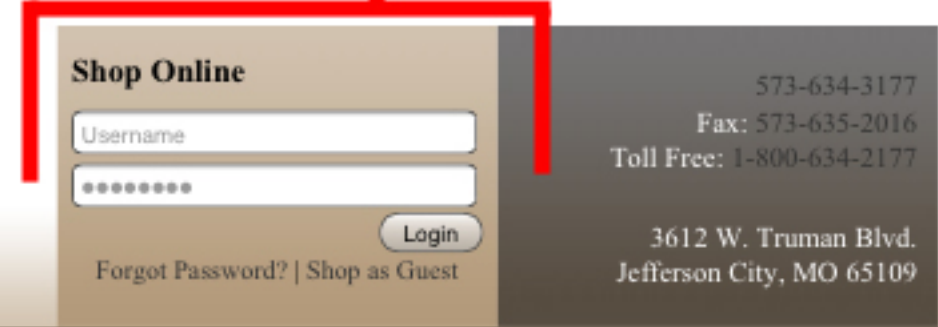 Shop Online
Username
••••••••
Login
Forgot Password? | Shop as Guest
573-634-3177
Fax: 573-635-2016
Toll Free: 1-800-634-2177
3612 W. Truman Blvd.
Jefferson City, MO 65109